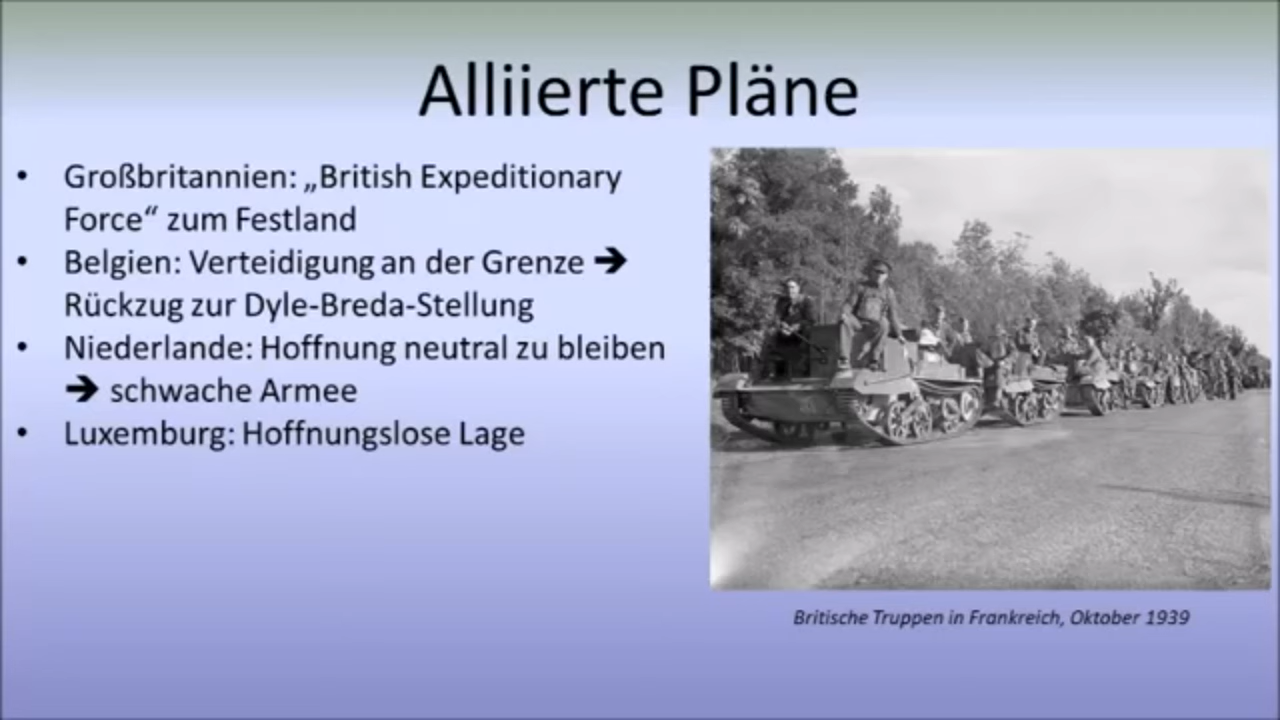 Alliierte Pläne
• Großbritannien: „British Expeditionary
Force“ zum Festland
• Belgien: Verteidigung an der Grenze 🡺
Rückzug zur Dyle-Breda-Stellung
• Niederlande: Hoffnung neutral zu bleiben
🡺 schwache Armee
• Luxemburg: Hoffnungslose Lage
Britische Truppen in Frankreich, Oktober 1939